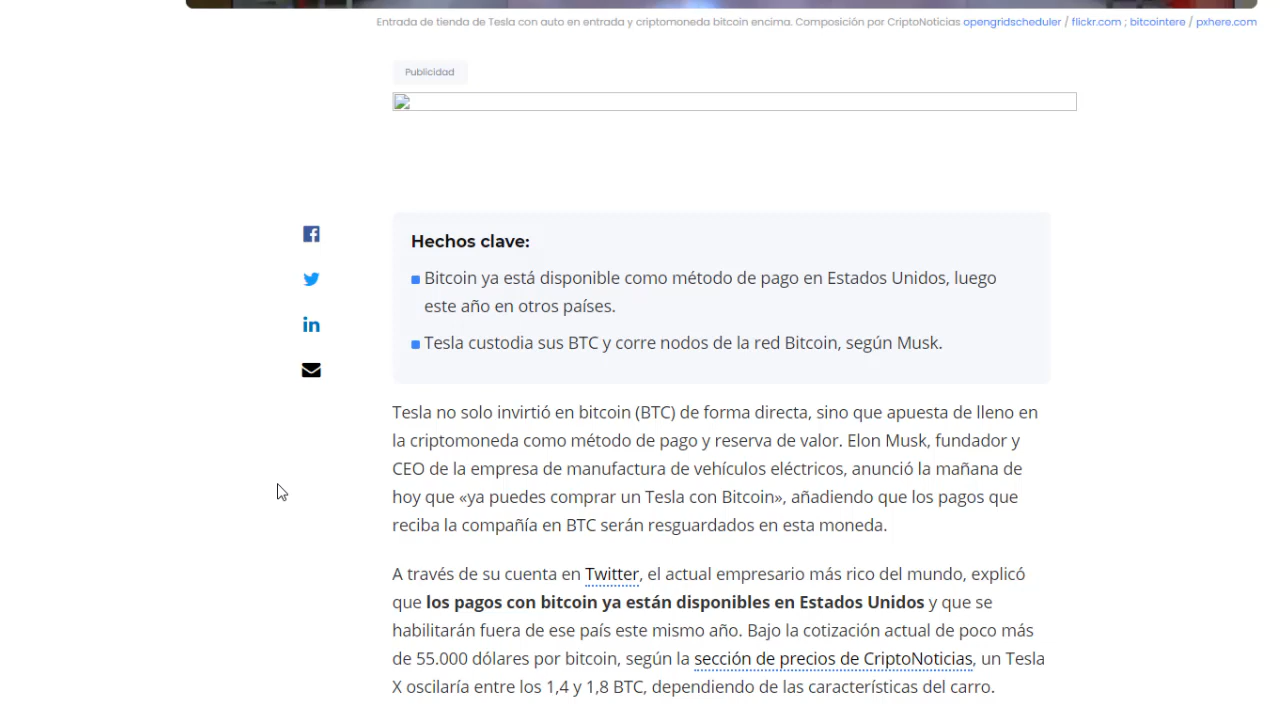 Entrada de tienda de Tesla con auto en entrada y criptomoneda bitcoin encima. Composición por CriptoNoticias opengridscheduler / flickr.com ; bitcointere / pxhere.com
Publicidad
Hechos clave:
Bitcoin ya está disponible como método de pago en Estados Unidos, luego
este año en otros países.
Tesla custodia sus BTC y corre nodos de la red Bitcoin, según Musk.
Tesla no solo invirtió en bitcoin (BTC) de forma directa, sino que apuesta de lleno en
la criptomoneda como método de pago y reserva de valor. Elon Musk, fundador y
CEO de la empresa de manufactura de vehículos eléctricos, anunció la mañana de
hoy que «ya puedes comprar un Tesla con Bitcoin», añadiendo que los pagos que
reciba la compañía en BTC serán resguardados en esta moneda.
A través de su cuenta en Twitter, el actual empresario más rico del mundo, explicó
que los pagos con bitcoin ya están disponibles en Estados Unidos y que se
habilitarán fuera de ese país este mismo año. Bajo la cotización actual de poco más
de 55.000 dólares por bitcoin, según la sección de precios de CriptoNoticias, un Tesla
X oscilaría entre los 1,4 y 1,8 BTC, dependiendo de las características del carro.